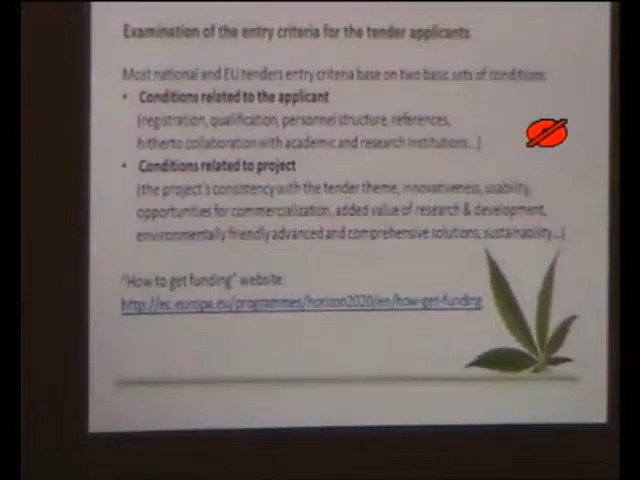 Examination of the entry criteria for the tender applicants
Most national and EU tenders entry criteria base on two basic sets of conditions:
• Conditions related to the applicant
(registration, qualification, personnel structure, references,
hitherto collaboration with academic and research institutions...)
• Conditions related to project
(the project's consistency with the tender theme, innovativeness, usability,
opportunities for commercialization, added value of research & development,
environmentally friendly advanced and comprehensive solutions, sustainability...)
"How to get funding" website:
http://ec.europa.eu/programmes/horizon2020/en/how-get-funding